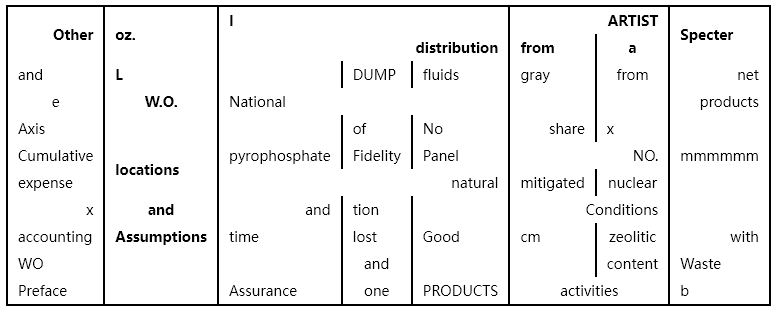 I ARTIST
Other oz. Specter
distribution from a
and L DUMP fluids gray from net
e W.O. National products
Axis of No share x
Cumulative pyrophosphate Fidelity Panel NO. mmmmmm
locations
expense natural mitigated nuclear
x and and tion Conditions
accounting Assumptions time lost Good cm zeolitic with
WO and content Waste
Preface Assurance one PRODUCTS activities b